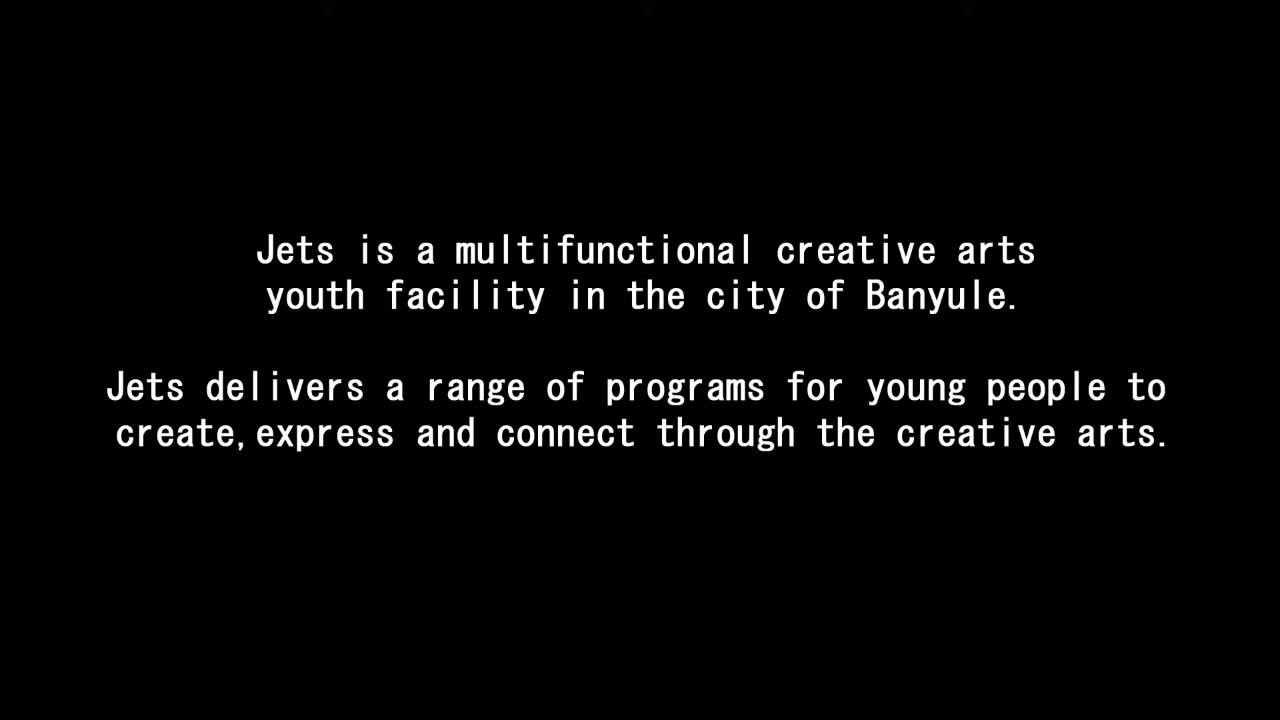 Jets is a multifunctional creative arts
youth facility in the city of Banyule.
Jets delivers a range of programs for young people to
create,express and connect through the creative arts.